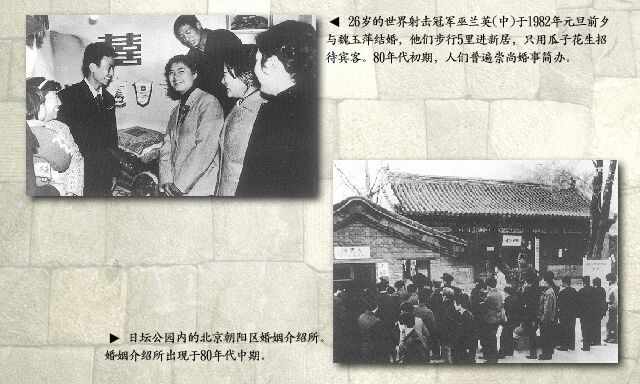 ◀ 26岁的世界射击冠军巫兰英(中)于1982年元旦前夕
与魏玉萍结婚，他们步行5里进新居，只用瓜子花生招
待宾客。80年代初期，人们普遍崇尚婚事简办。
囍
▶ 日坛公园内的北京朝阳区婚姻介绍所。
婚姻介绍所出现于80年代中期。